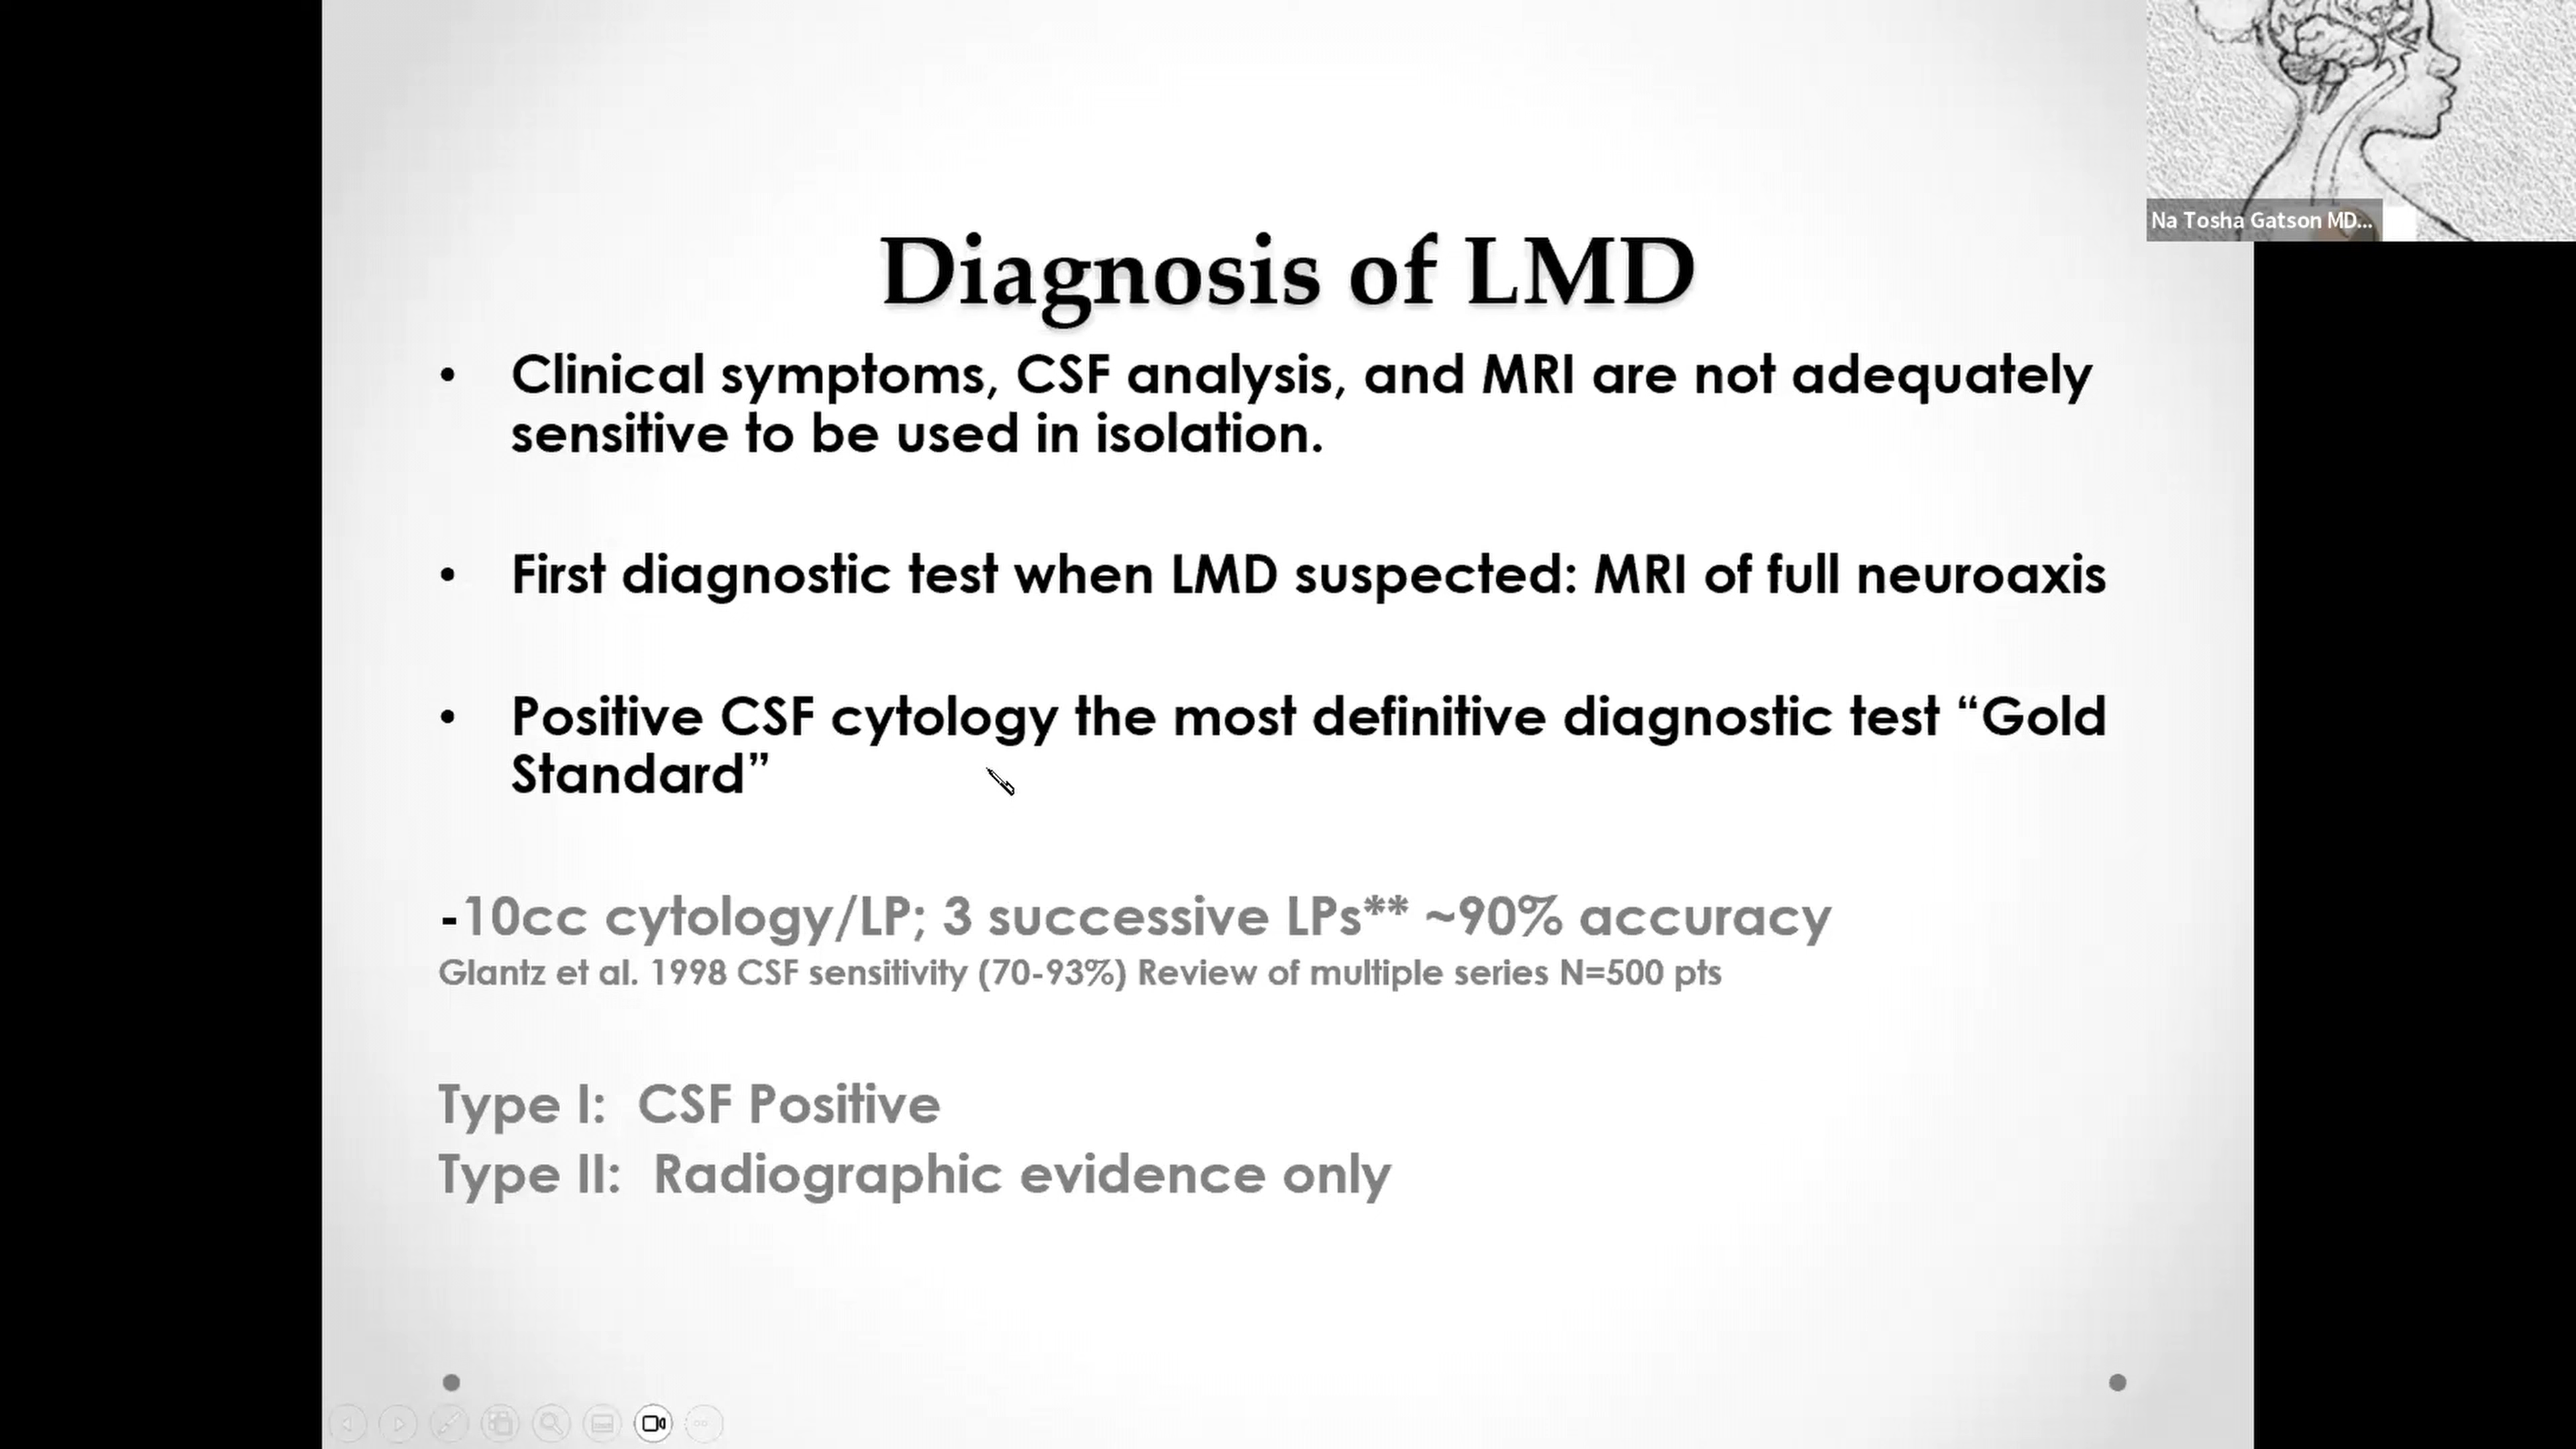 Na Tosha Gatson MD...
Diagnosis of LMD
• Clinical symptoms, CSF analysis, and MRI are not adequately
sensitive to be used in isolation.
• First diagnostic test when LMD suspected: MRI of full neuroaxis
• Positive CSF cytology the most definitive diagnostic test “Gold
Standard”
-10cc cytology/LP; 3 successive LPs** ~90% accuracy
Glantz et al. 1998 CSF sensitivity (70-93%) Review of multiple series N=500 pts
Type I: CSF Positive
Type II: Radiographic evidence only